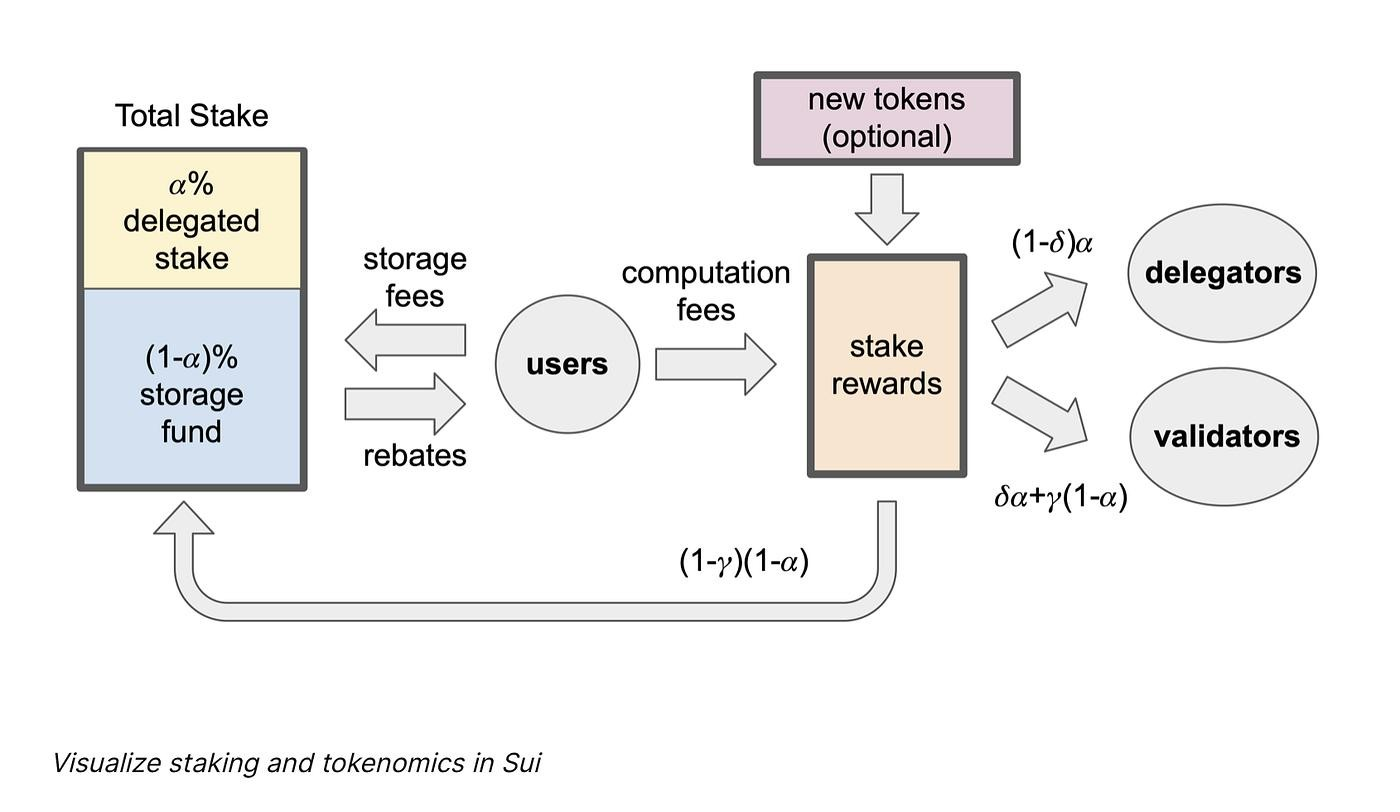 Total Stake
α%
delegated
stake
(1-α)%
storage
fund
storage
fees
rebates
users
computation
fees
new tokens
(optional)
stake
rewards
(1-δ)α
delegators
validators
δα+γ(1-α)
(1-γ)(1-α)
Visualize staking and tokenomics in Sui